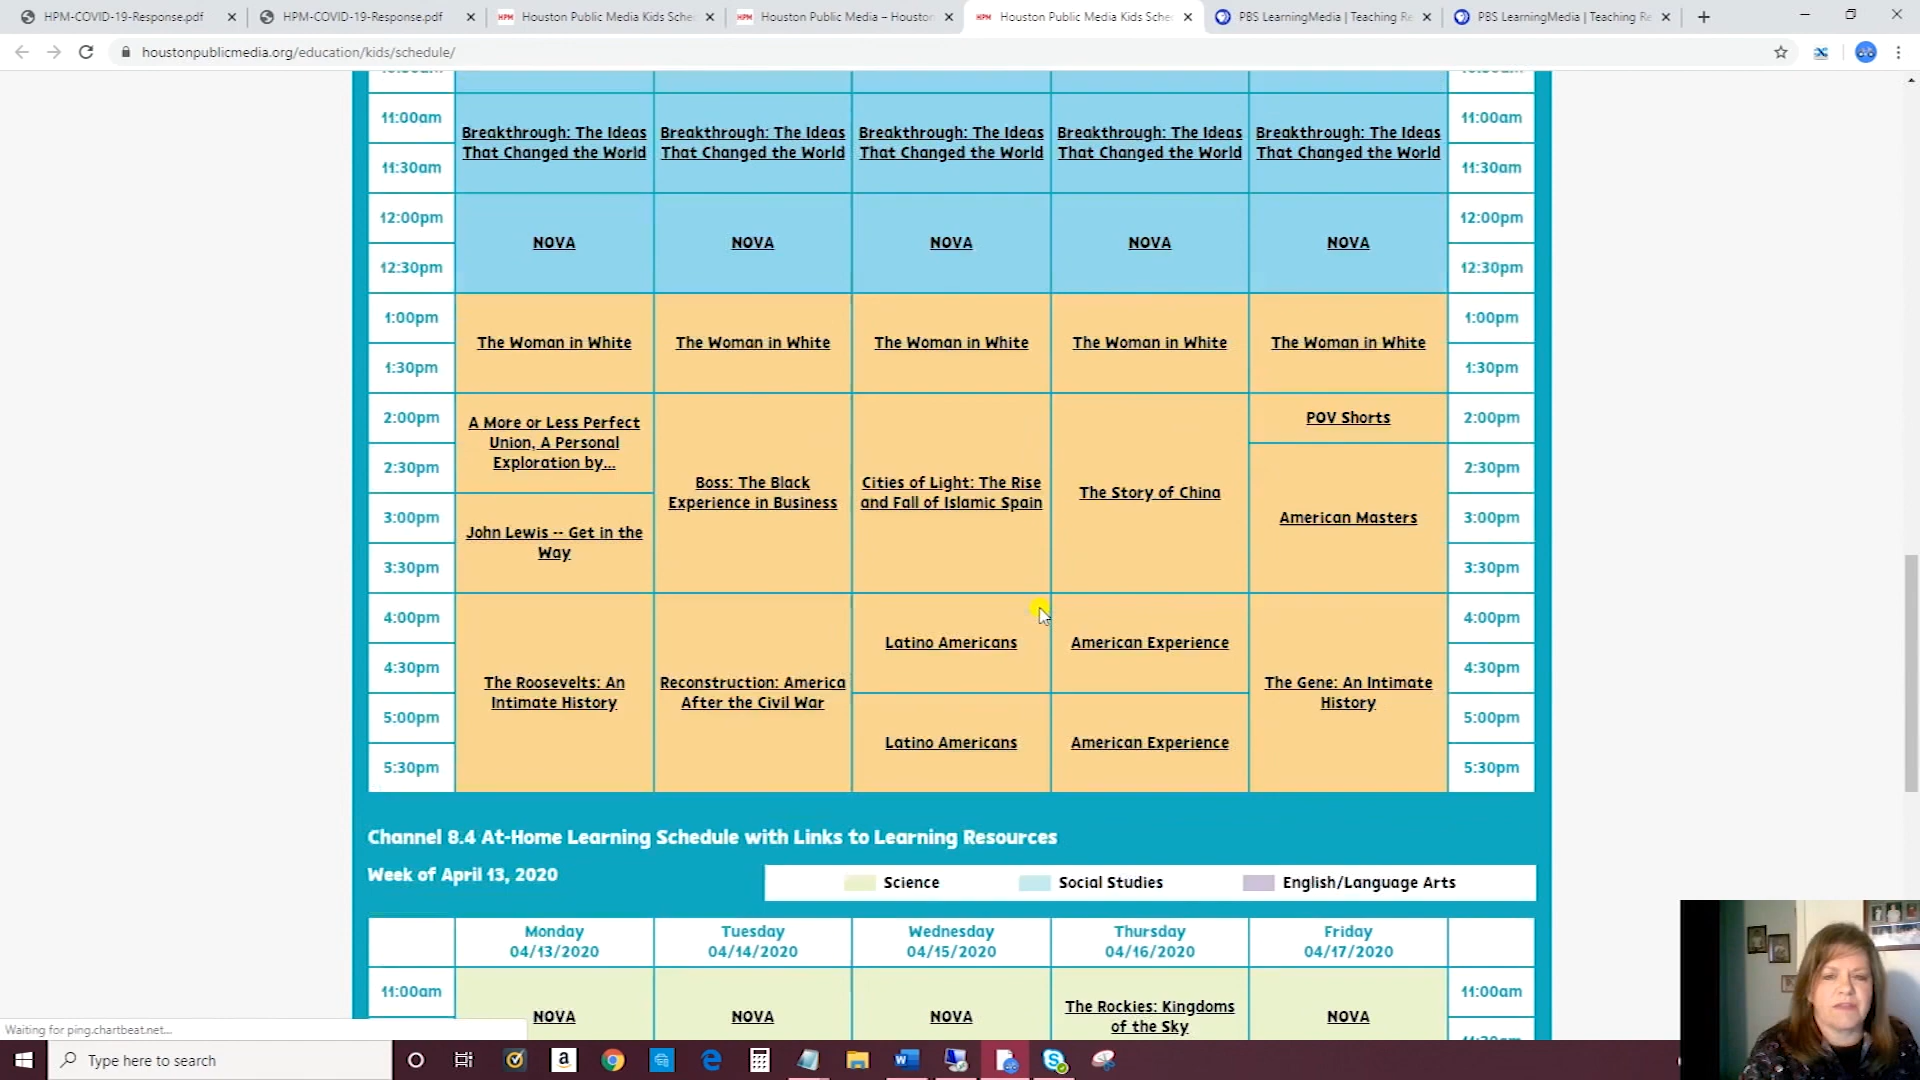 HPM-COVID-19-Response.pdf
HPM-COVID-19-Response.pdf
HPM Houston Public Media Kids Sche
HPM Houston Public Media – Houston
HPM Houston Public Media Kids Sche
PBS LearningMedia | Teaching Re
PBS LearningMedia | Teaching Re
houstonpublicmedia.org/education/kids/schedule/
11:00am
Breakthrough: The Ideas That Changed the World
Breakthrough: The Ideas That Changed the World
Breakthrough: The Ideas That Changed the World
Breakthrough: The Ideas That Changed the World
Breakthrough: The Ideas That Changed the World
11:00am
11:30am
11:30am
12:00pm
NOVA
NOVA
NOVA
NOVA
NOVA
12:00pm
12:30pm
12:30pm
1:00pm
The Woman in White
The Woman in White
The Woman in White
The Woman in White
The Woman in White
1:00pm
1:30pm
1:30pm
2:00pm
A More or Less Perfect
Union, A Personal
Exploration by...
POV Shorts
2:00pm
2:30pm
Boss: The Black
Experience in Business
Cities of Light: The Rise
and Fall of Islamic Spain
The Story of China
2:30pm
3:00pm
John Lewis -- Get in the
Way
American Masters
3:00pm
3:30pm
3:30pm
4:00pm
Latino Americans
American Experience
4:00pm
4:30pm
The Roosevelts: An
Intimate History
Reconstruction: America
After the Civil War
The Gene: An Intimate
History
4:30pm
5:00pm
Latino Americans
American Experience
5:00pm
5:30pm
5:30pm
Channel 8.4 At-Home Learning Schedule with Links to Learning Resources
Week of April 13, 2020
Science
Social Studies
English/Language Arts
Monday
04/13/2020
Tuesday
04/14/2020
Wednesday
04/15/2020
Thursday
04/16/2020
Friday
04/17/2020
11:00am
NOVA
NOVA
NOVA
The Rockies: Kingdoms
of the Sky
NOVA
11:00am
Waiting for ping.chartbeat.net...
Type here to search